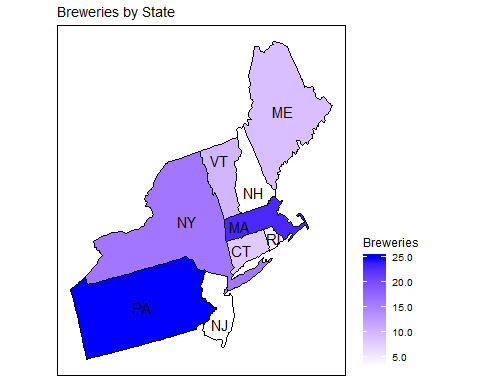 Breweries by State
ME
VT
NH
NY
MA
CT
RI
PA
NJ
Breweries
25.0
20.0
15.0
10.0
5.0